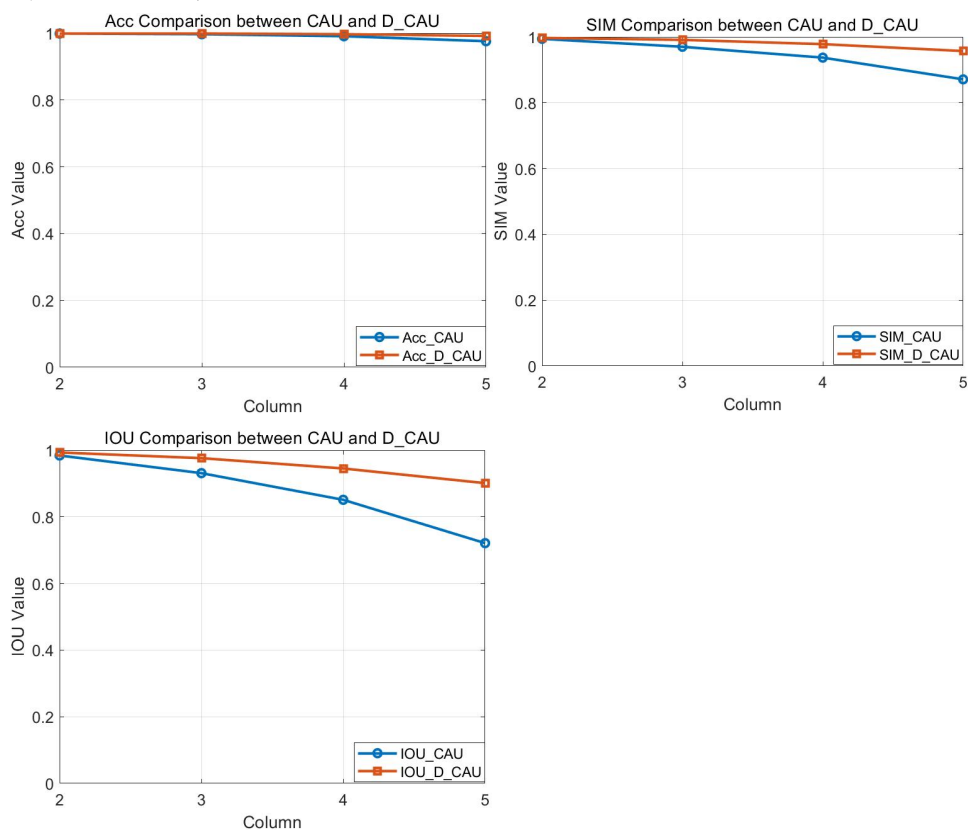 Acc Comparison between CAU and D_CAU
1
0.8
0.6
0.4
0.2
0
Acc Value
2
3
4
5
Column
Acc_CAU
Acc_D_CAU
SIM Comparison between CAU and D_CAU
1
0.8
0.6
0.4
0.2
0
SIM Value
2
3
4
5
Column
SIM_CAU
SIM_D_CAU
IOU Comparison between CAU and D_CAU
1
0.8
0.6
0.4
0.2
0
IOU Value
2
3
4
5
Column
IOU_CAU
IOU_D_CAU